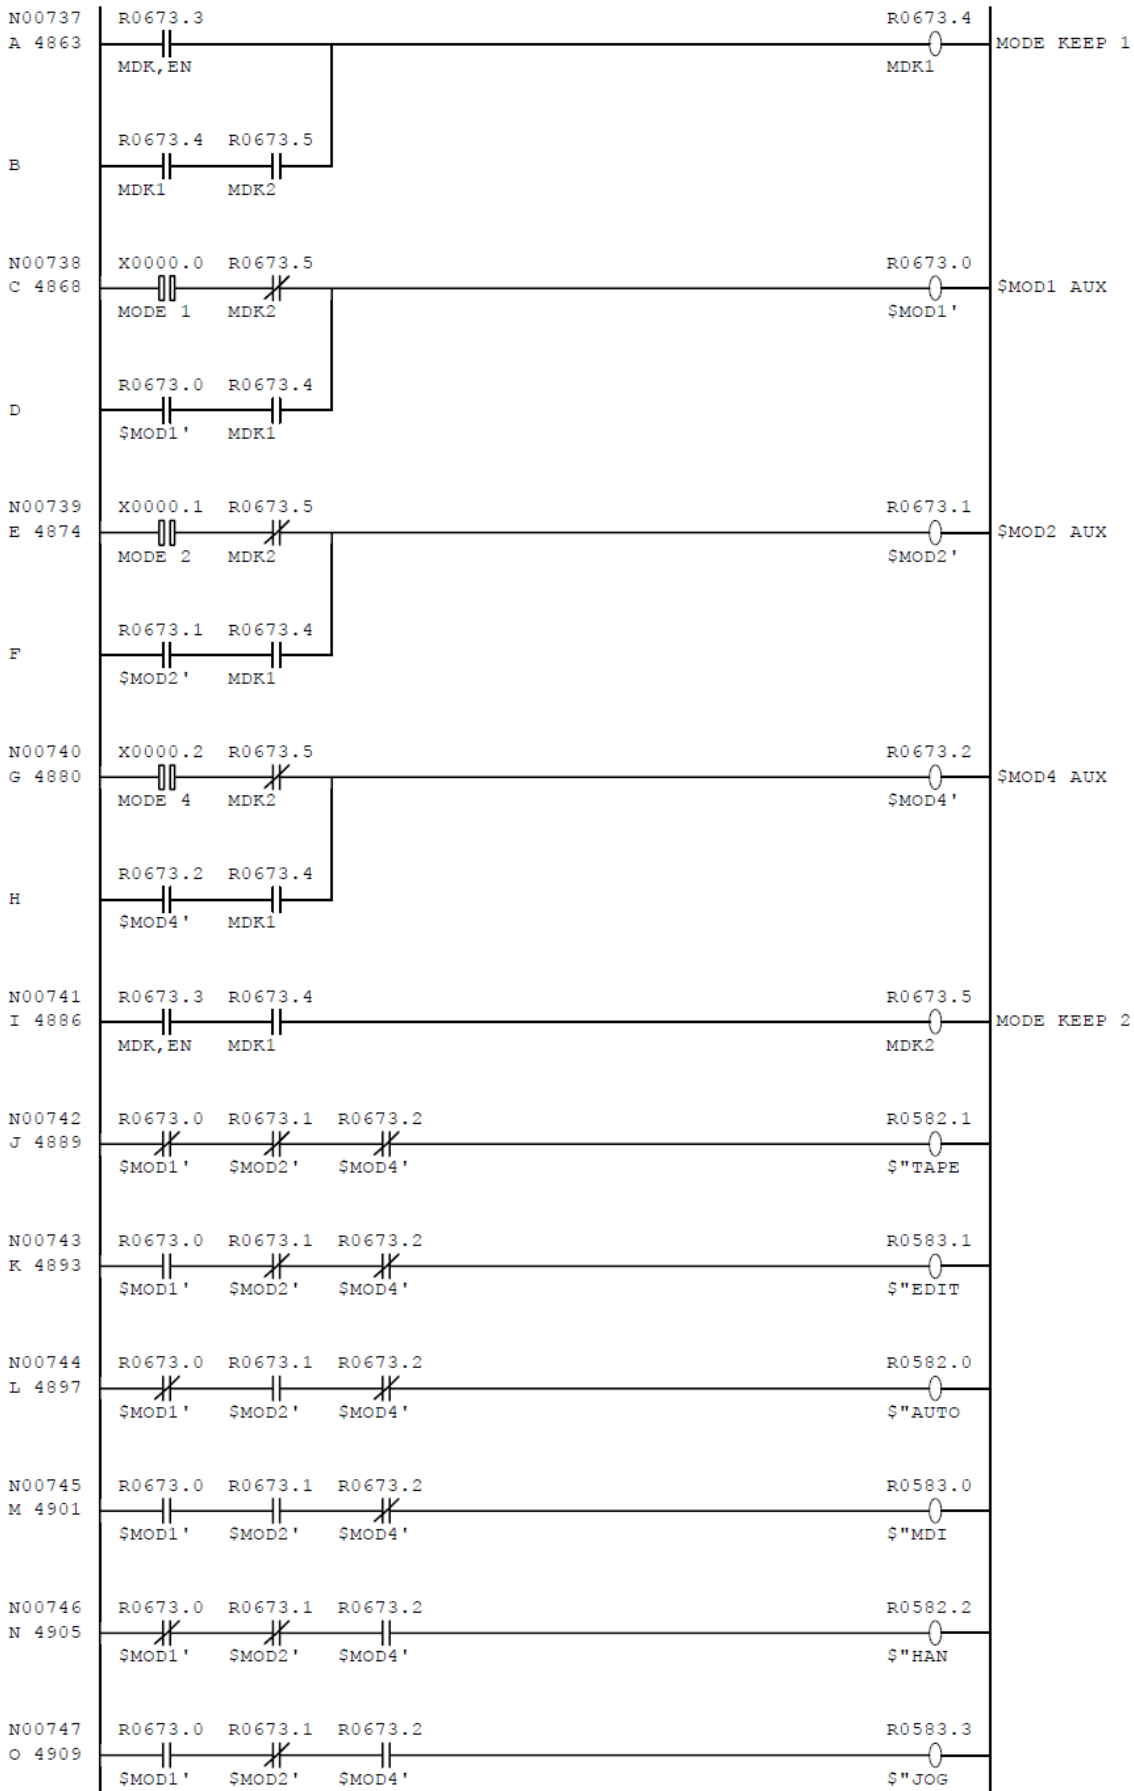 N00737 R0673.3 R0673.4
A 4863 MODE KEEP 1
MDK,EN MDK1
R0673.4 R0673.5
B
MDK1 MDK2
N00738 X0000.0 R0673.5 R0673.0
C 4868 $MOD1 AUX
MODE 1 MDK2 $MOD1'
R0673.0 R0673.4
D
$MOD1' MDK1
N00739 X0000.1 R0673.5 R0673.1
E 4874 $MOD2 AUX
MODE 2 MDK2 $MOD2'
R0673.1 R0673.4
F
$MOD2' MDK1
N00740 X0000.2 R0673.5 R0673.2
G 4880 $MOD4 AUX
MODE 4 MDK2 $MOD4'
R0673.2 R0673.4
H
$MOD4' MDK1
N00741 R0673.3 R0673.4 R0673.5
I 4886 MODE KEEP 2
MDK,EN MDK1 MDK2
N00742 R0673.0 R0673.1 R0673.2 R0582.1
J 4889
$MOD1' $MOD2' $MOD4' $"TAPE
N00743 R0673.0 R0673.1 R0673.2 R0583.1
K 4893
$MOD1' $MOD2' $MOD4' $"EDIT
N00744 R0673.0 R0673.1 R0673.2 R0582.0
L 4897
$MOD1' $MOD2' $MOD4' $"AUTO
N00745 R0673.0 R0673.1 R0673.2 R0583.0
M 4901
$MOD1' $MOD2' $MOD4' $"MDI
N00746 R0673.0 R0673.1 R0673.2 R0582.2
N 4905
$MOD1' $MOD2' $MOD4' $"HAN
N00747 R0673.0 R0673.1 R0673.2 R0583.3
O 4909
$MOD1' $MOD2' $MOD4' $"JOG